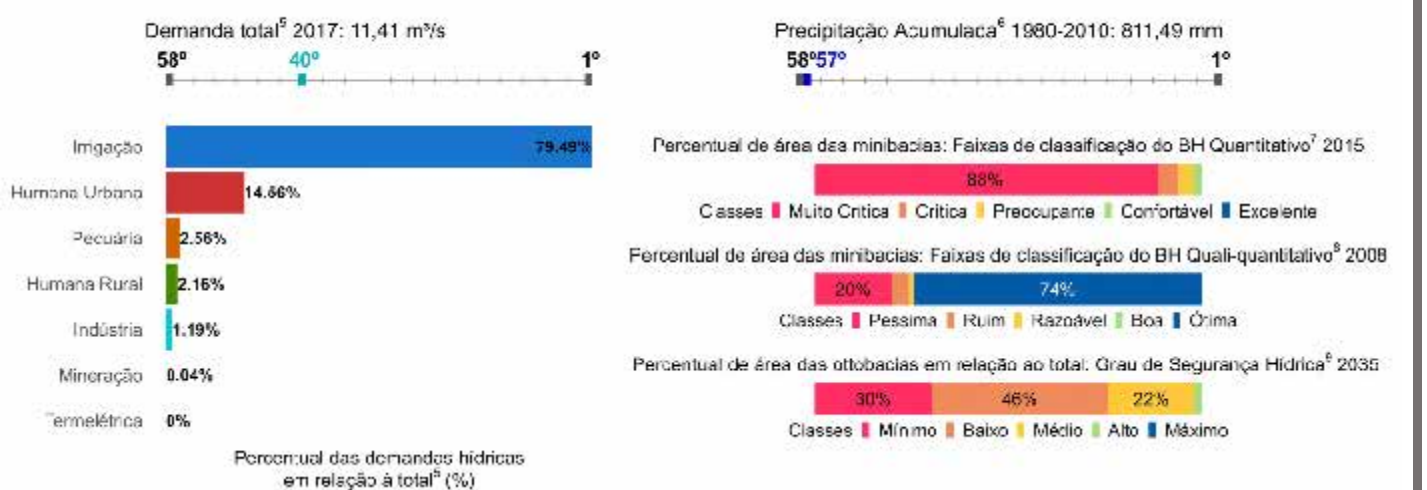 Demanda total⁵ 2017: 11,41 m³/s
58º 40º 1º
Irrigação 79.49%
Humana Urbana 14.56%
Pecuária 2.56%
Humana Rural 2.16%
Indústria 1.19%
Mineração 0.04%
Termelétrica 0%
Percentual das demandas hídricas
em relação à total⁵ (%)
Precipitação Acumulada⁶ 1980-2010: 811,49 mm
58º 57º 1º
Percentual de área das minibacias: Faixas de classificação do BH Quantitativo⁷ 2015
88%
Classes Muito Crítica Crítica Preocupante Confortável Excelente
Percentual de área das minibacias: Faixas de classificação do BH Quali-quantitativo⁸ 2008
20% 74%
Classes Péssima Ruim Razoável Boa Ótima
Percentual de área das ottobacias em relação ao total: Grau de Segurança Hídrica⁹ 2035
30% 46% 22%
Classes Mínimo Baixo Médio Alto Máximo